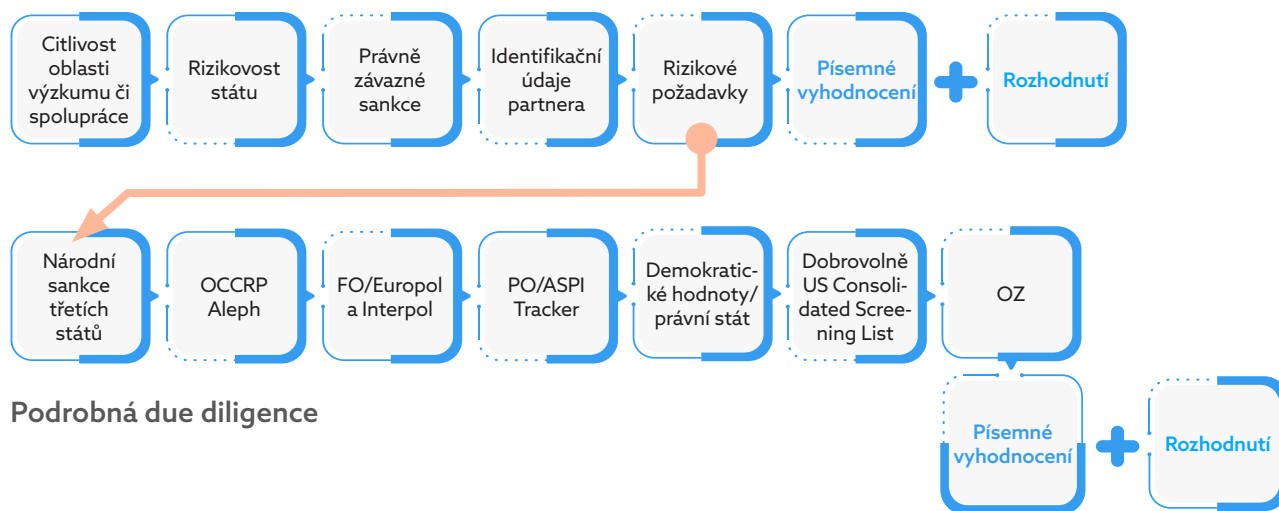 Citlivost
oblasti
výzkumu či
spolupráce
Rizikovost
státu
Právně
závazné
sankce
Identifikační
údaje
partnera
Rizikové
požadavky
Písemné
vyhodnocení
Rozhodnutí
Národní
sankce
třetích
států
OCCRP
Aleph
FO/Europol
a Interpol
PO/ASPI
Tracker
Demokratic-
ké hodnoty/
právní stát
Dobrovolně
US Consoli-
dated Scree-
ning List
OZ
Podrobná due diligence
Písemné
vyhodnocení
Rozhodnutí